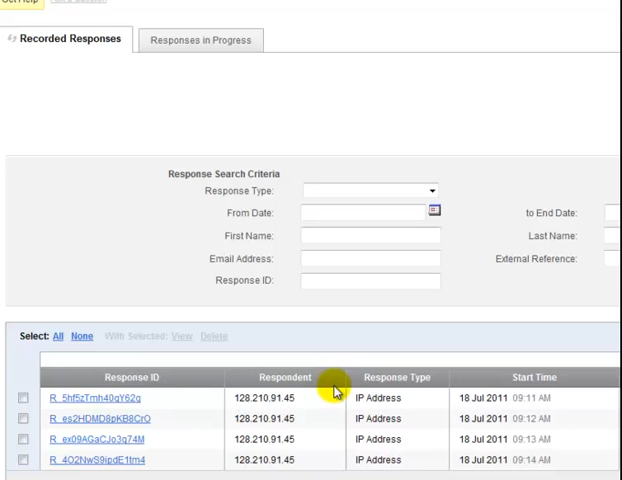 Get Help
Recorded Responses
Responses in Progress
Response Search Criteria
Response Type:
From Date: to End Date:
First Name: Last Name:
Email Address: External Reference:
Response ID:
Select: All None With Selected: View Delete
Response ID Respondent Response Type Start Time
R_5hf5zTmh40qY62q 128.210.91.45 IP Address 18 Jul 2011 09:11 AM
R_es2HDMD8pKB8CrO 128.210.91.45 IP Address 18 Jul 2011 09:12 AM
R_ex09AGaCJo3q74M 128.210.91.45 IP Address 18 Jul 2011 09:13 AM
R_4O2NwS9ipdE1tm4 128.210.91.45 IP Address 18 Jul 2011 09:14 AM